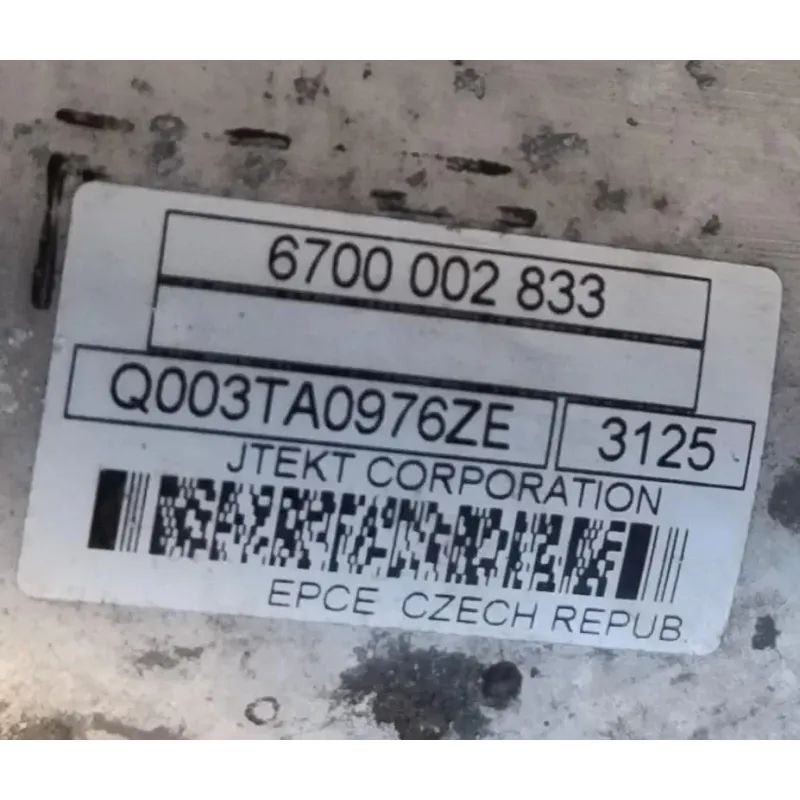 6700 002 833
Q003TA0976ZE 3125
JTEKT CORPORATION
EPCE CZECH REPUB.